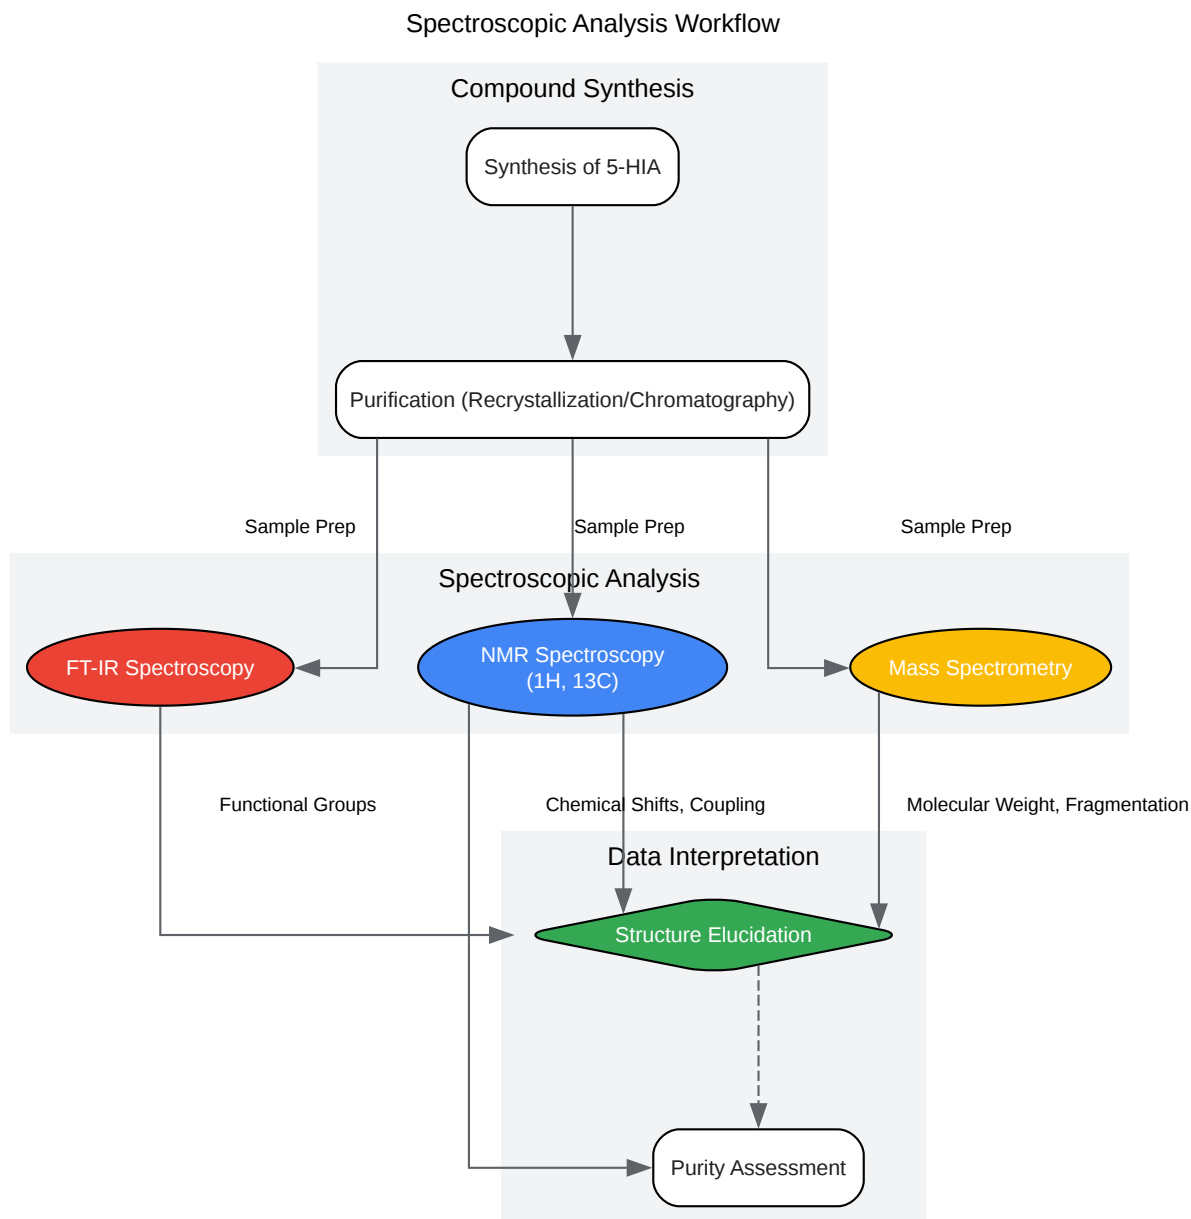 Spectroscopic Analysis Workflow
Compound Synthesis
Synthesis of 5-HIA
Purification (Recrystallization/Chromatography)
Sample Prep
Sample Prep
Sample Prep
Spectroscopic Analysis
FT-IR Spectroscopy
NMR Spectroscopy
(1H, 13C)
Mass Spectrometry
Functional Groups
Chemical Shifts, Coupling
Molecular Weight, Fragmentation
Data Interpretation
Structure Elucidation
Purity Assessment